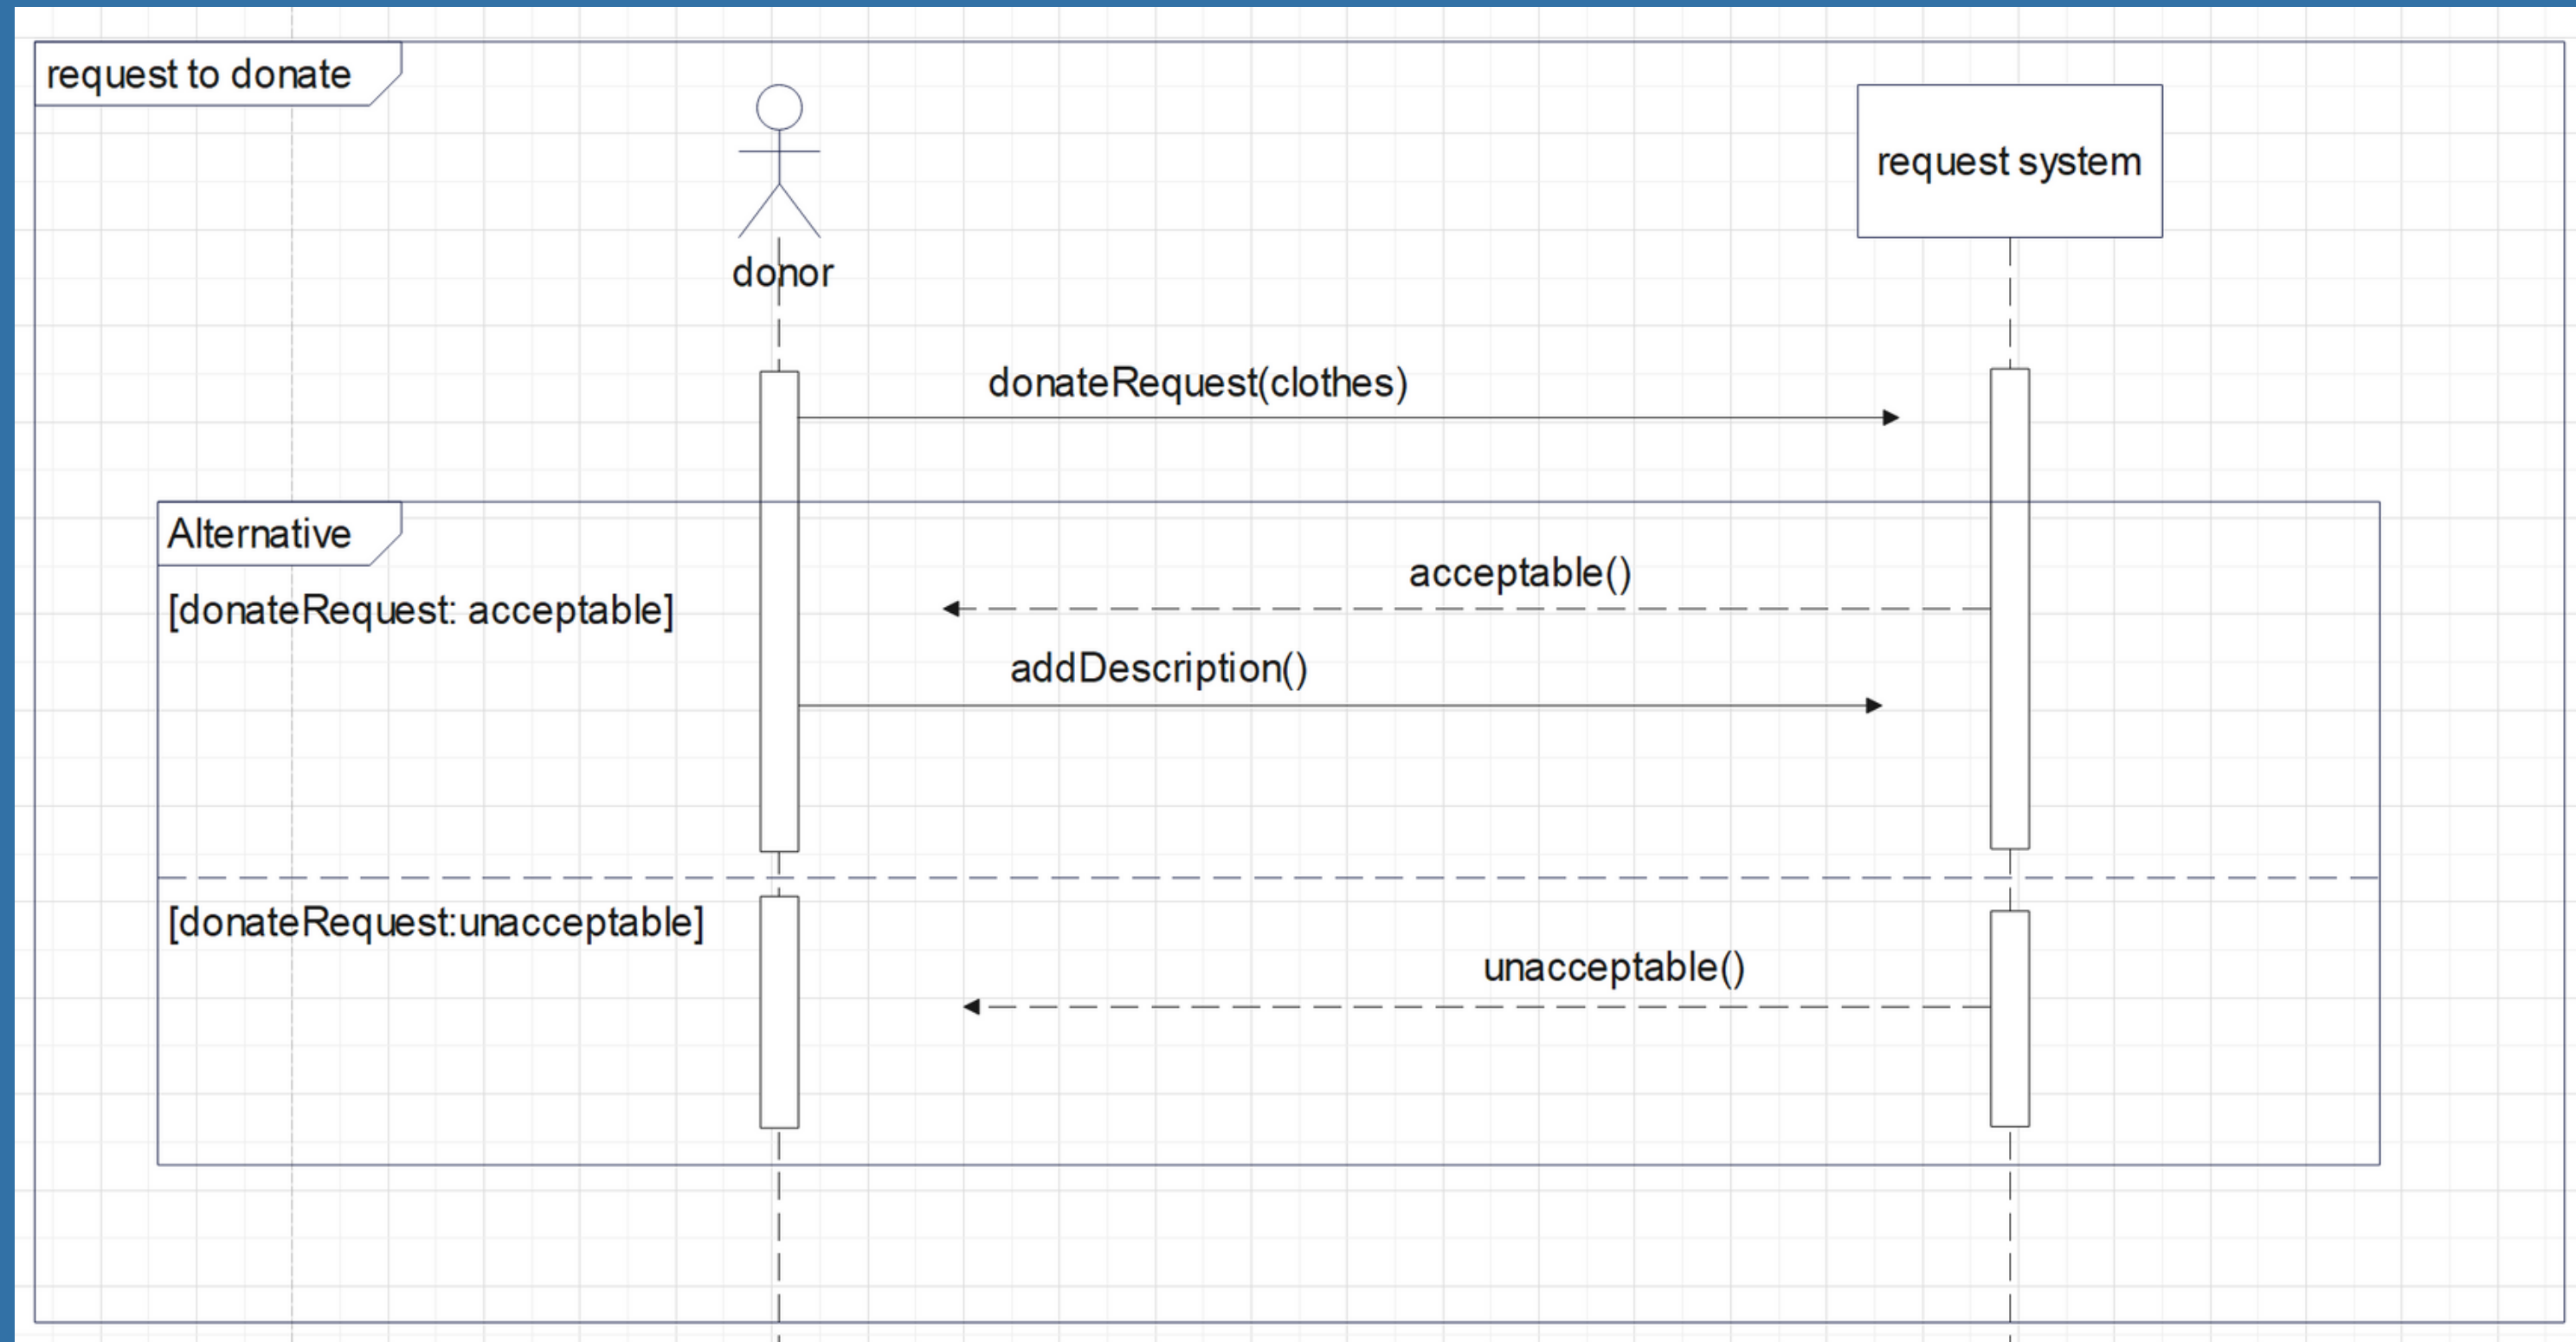 request to donate
request system
donor
donateRequest(clothes)
Alternative
acceptable()
[donateRequest: acceptable]
addDescription()
[donateRequest:unacceptable]
unacceptable()